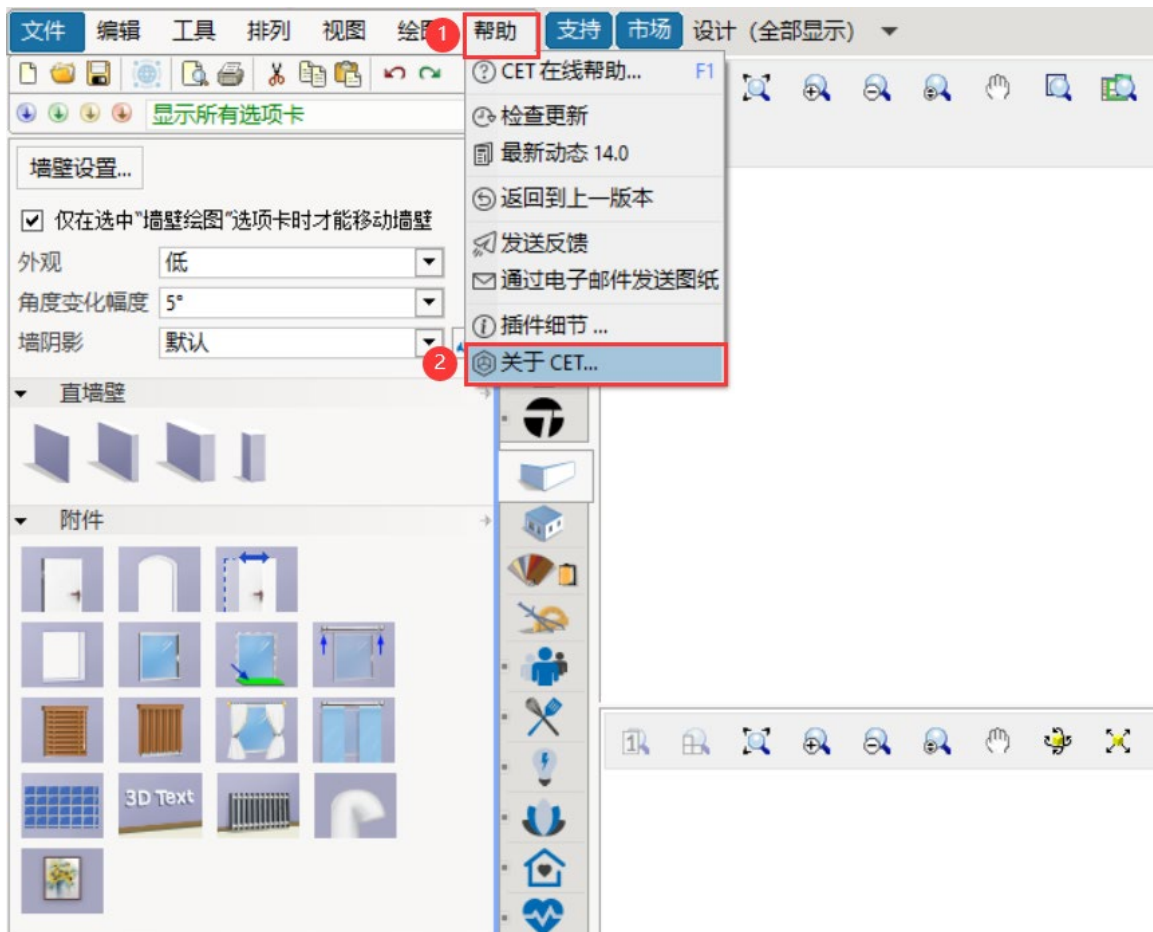 文件 编辑 工具 排列 视图 绘图 1 帮助 支持 市场 设计（全部显示）
CET 在线帮助... F1
显示所有选项卡
检查更新
最新动态 14.0
墙壁设置...
返回到上一版本
仅在选中"墙壁绘图"选项卡时才能移动墙壁
发送反馈
外观 低
通过电子邮件发送图纸
角度变化幅度 5°
插件细节 ...
墙阴影 默认
2 关于 CET...
直墙壁
附件
3D Text